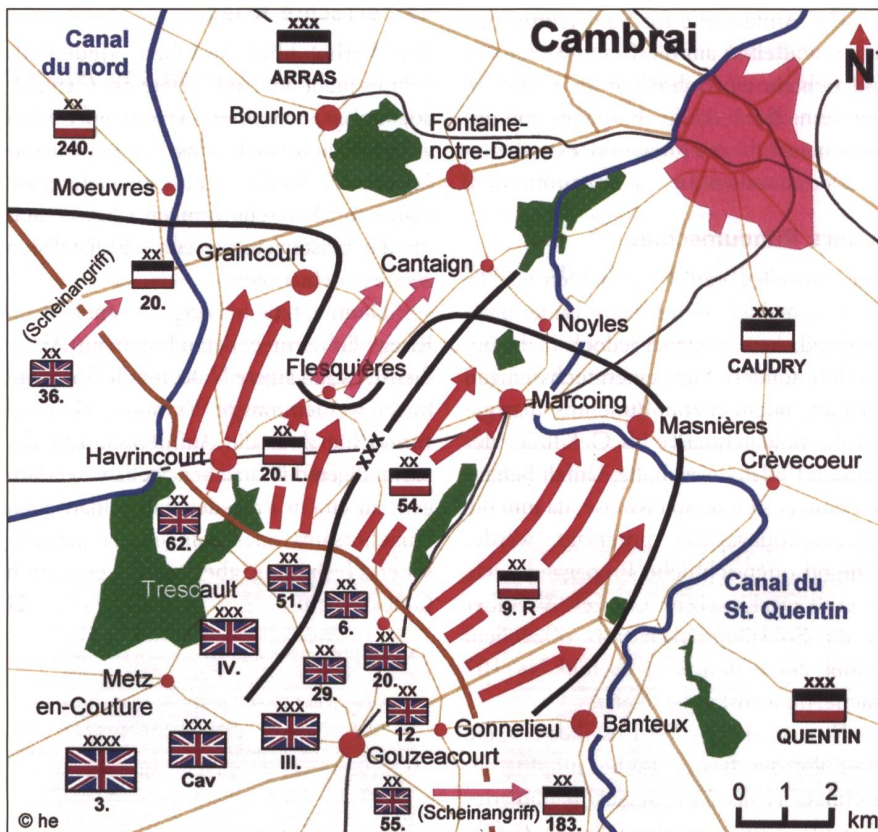 Canal
du nord
XXX
ARRAS
Cambrai
N
XX
240.
Bourlon
Fontaine-
notre-Dame
Moeuvres
Graincourt
Cantaign
(Scheinangriff)
XX
20.
XX
36.
Noyles
XXX
CAUDRY
Flesquières
Marcoing
Masnières
Havrincourt
XX
20. L
XXX
XX
54.
Crèvecoeur
XX
62.
Trescault
XX
51.
XX
6.
XX
9. R
Canal du
St. Quentin
XXX
IV.
XX
29.
XX
20.
Metz
en-Couture
XXXX
3.
XXX
Cav
XXX
III.
XX
12.
Gonnelieu
Banteux
XXX
QUENTIN
Gouzeacourt
XX
55.
(Scheinangriff)
XX
183.
0 1 2
km
© he